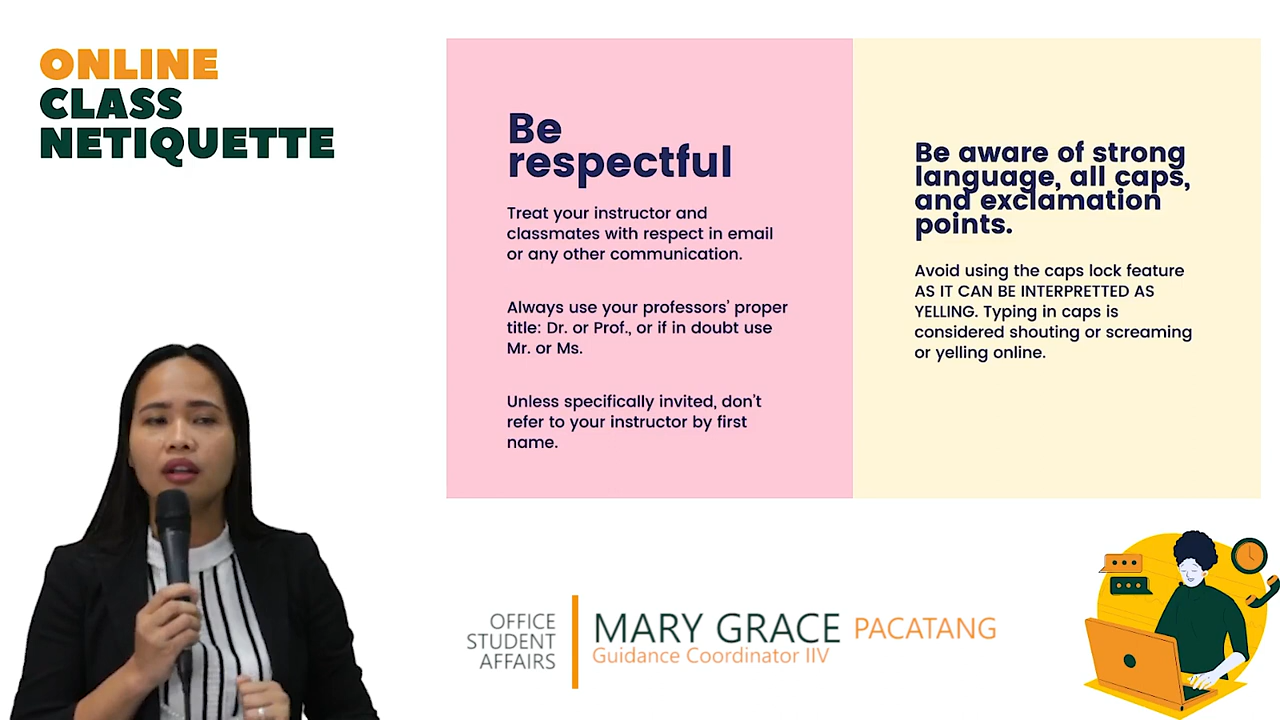 ONLINE
CLASS
NETIQUETTE
Be
respectful
Treat your instructor and
classmates with respect in email
or any other communication.
Always use your professors’ proper
title: Dr. or Prof., or if in doubt use
Mr. or Ms.
Unless specifically invited, don’t
refer to your instructor by first
name.
Be aware of strong
language, all caps,
and exclamation
points.
Avoid using the caps lock feature
AS IT CAN BE INTERPRETTED AS
YELLING. Typing in caps is
considered shouting or screaming
or yelling online.
OFFICE
STUDENT
AFFAIRS
MARY GRACE PACATANG
Guidance Coordinator IIV